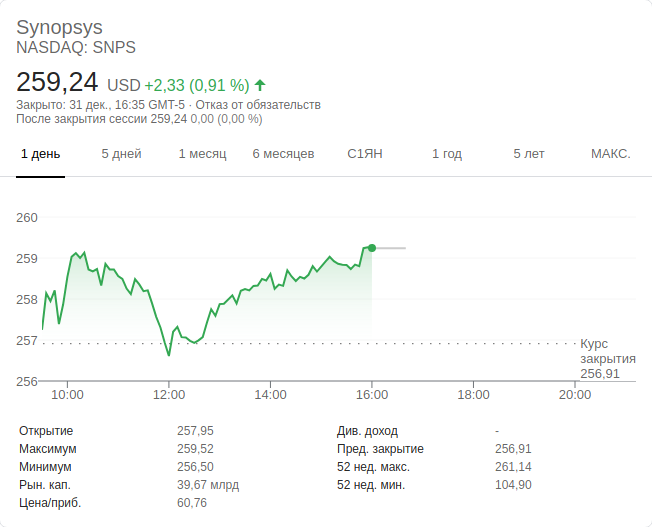 Synopsys
NASDAQ: SNPS
259,24 USD +2,33 (0,91 %)
Закрыто: 31 дек., 16:35 GMT-5 · Отказ от обязательств
После закрытия сессии 259,24 0,00 (0,00 %)
1 день 5 дней 1 месяц 6 месяцев С1ЯН 1 год 5 лет МАКС.
260
259
258
257
256
Курс
закрытия
256,91
10:00 12:00 14:00 16:00 18:00 20:00
Открытие 257,95 Див. доход -
Максимум 259,52 Пред. закрытие 256,91
Минимум 256,50 52 нед. макс. 261,14
Рын. кап. 39,67 млрд 52 нед. мин. 104,90
Цена/приб. 60,76